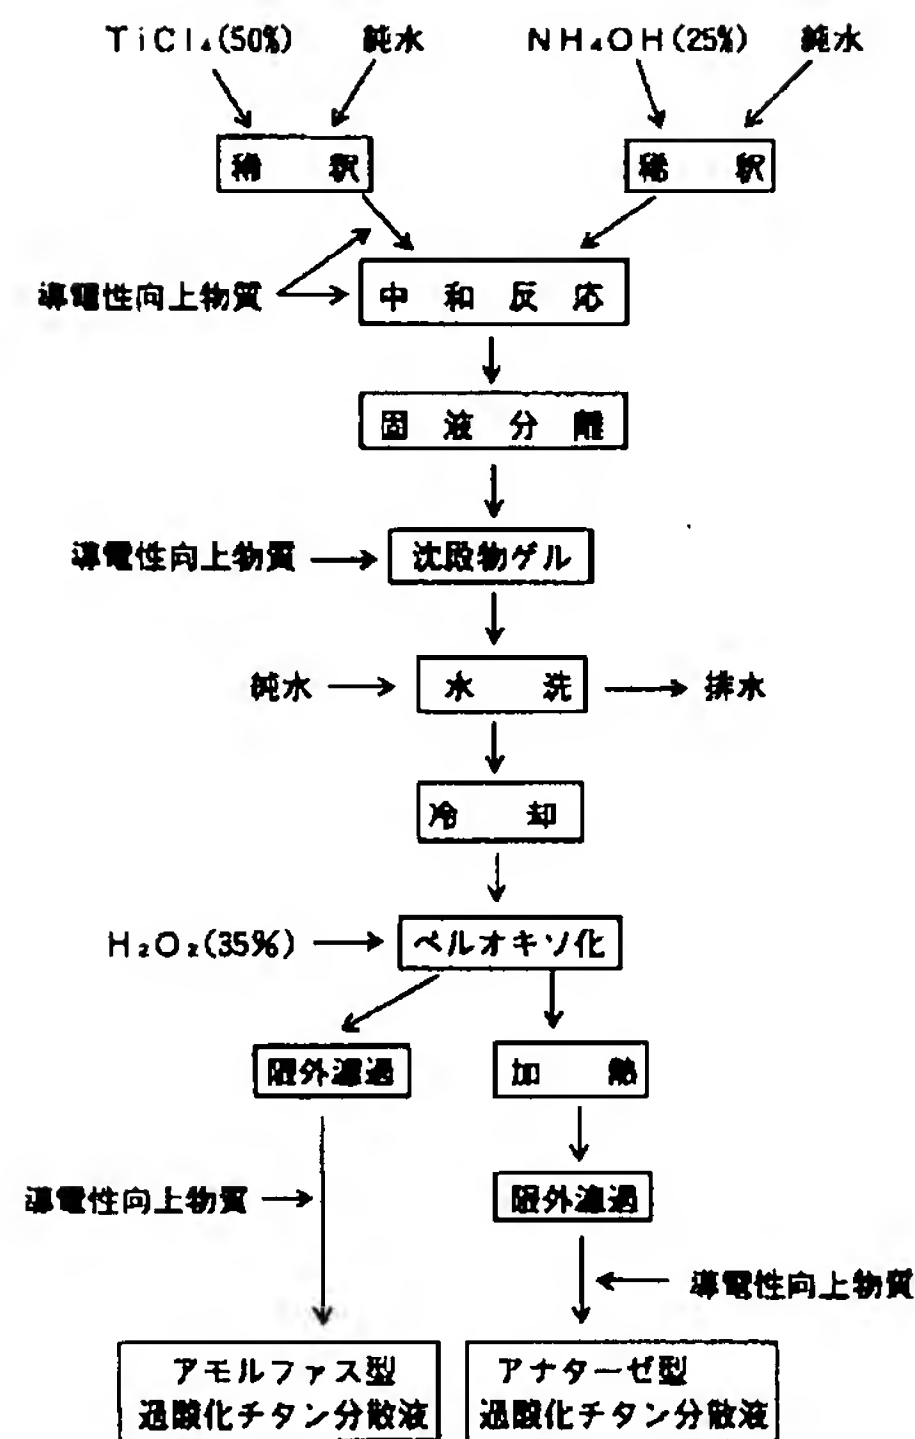 TiCl₄(50%) 純水 NH₄OH(25%) 純水
稀 釈 稀 釈
導電性向上物質
中 和 反 応
固 液 分 離
導電性向上物質
沈殿物ゲル
純水
水 洗
排水
冷 却
H₂O₂(35%)
ペルオキソ化
限外濾過
加 熱
導電性向上物質
限外濾過
導電性向上物質
アモルファス型
過酸化チタン分散液
アナターゼ型
過酸化チタン分散液